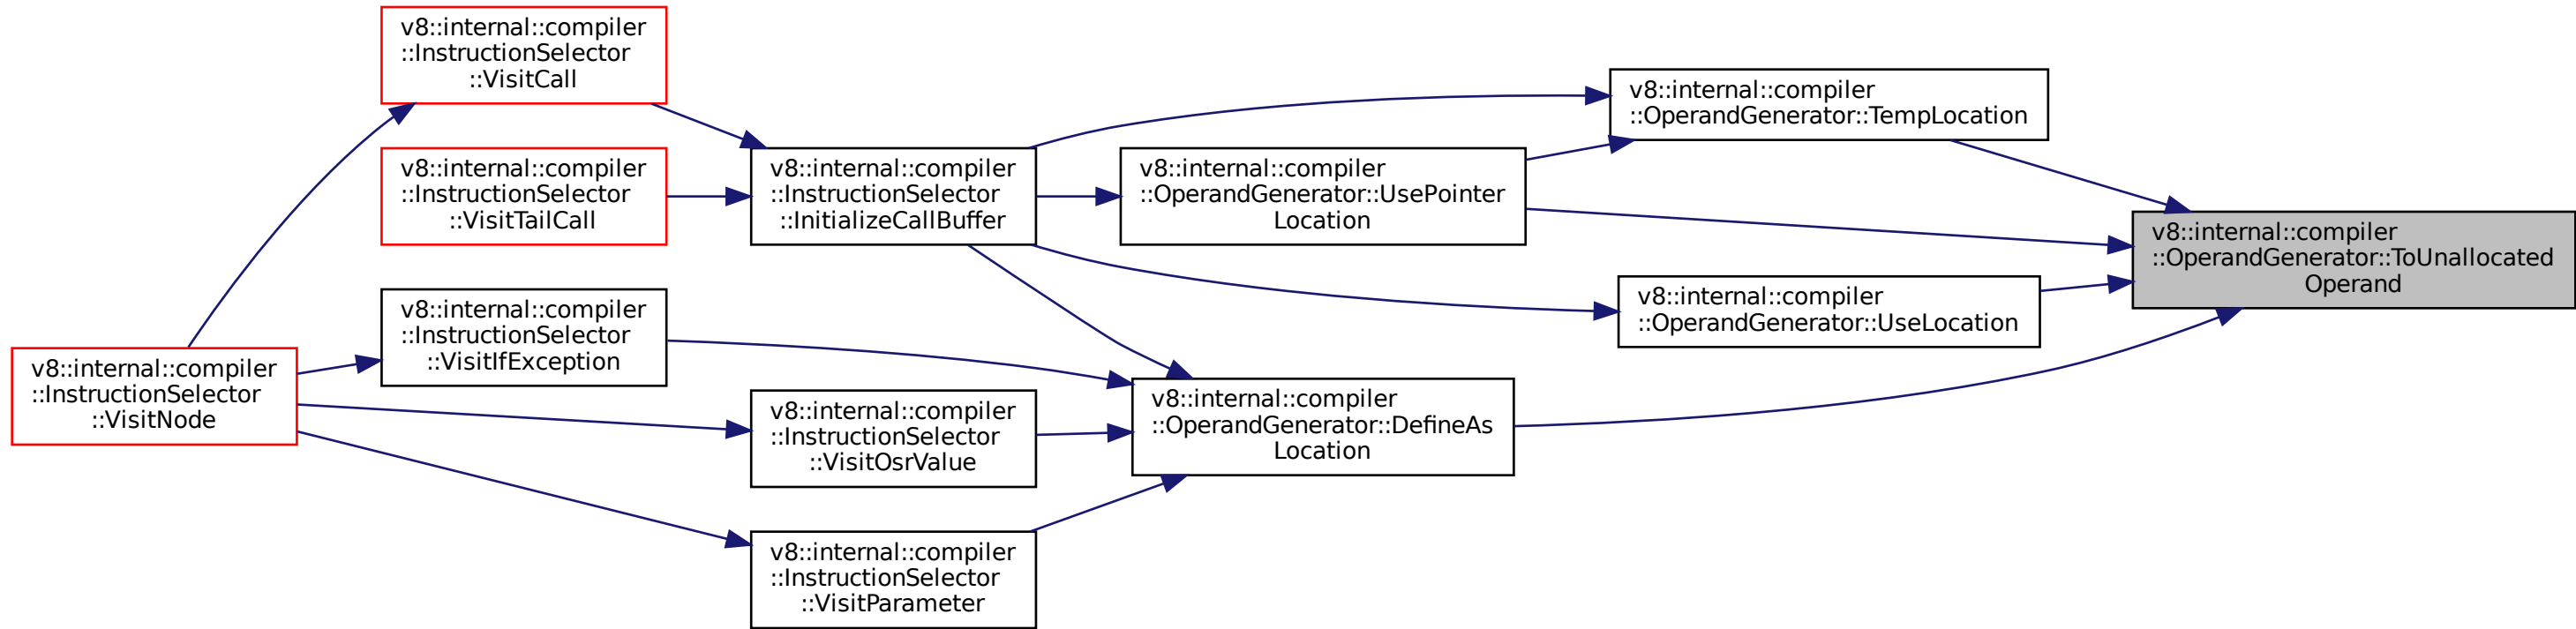 v8::internal::compiler
::InstructionSelector
::VisitCall
v8::internal::compiler
::InstructionSelector
::VisitTailCall
v8::internal::compiler
::InstructionSelector
::VisitIfException
v8::internal::compiler
::InstructionSelector
::VisitNode
v8::internal::compiler
::InstructionSelector
::InitializeCallBuffer
v8::internal::compiler
::InstructionSelector
::VisitOsrValue
v8::internal::compiler
::InstructionSelector
::VisitParameter
v8::internal::compiler
::OperandGenerator::UsePointer
Location
v8::internal::compiler
::OperandGenerator::DefineAs
Location
v8::internal::compiler
::OperandGenerator::TempLocation
v8::internal::compiler
::OperandGenerator::UseLocation
v8::internal::compiler
::OperandGenerator::ToUnallocated
Operand